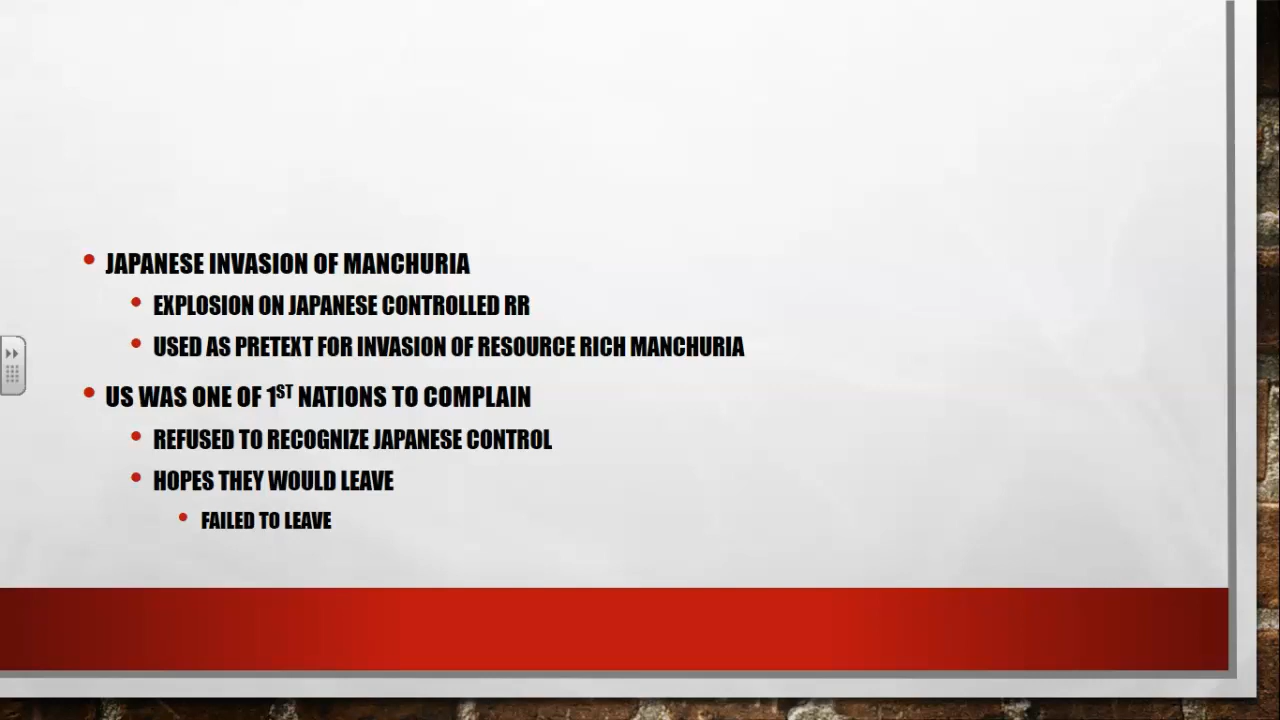 JAPANESE INVASION OF MANCHURIA
EXPLOSION ON JAPANESE CONTROLLED RR
USED AS PRETEXT FOR INVASION OF RESOURCE RICH MANCHURIA
US WAS ONE OF 1ST NATIONS TO COMPLAIN
REFUSED TO RECOGNIZE JAPANESE CONTROL
HOPES THEY WOULD LEAVE
FAILED TO LEAVE